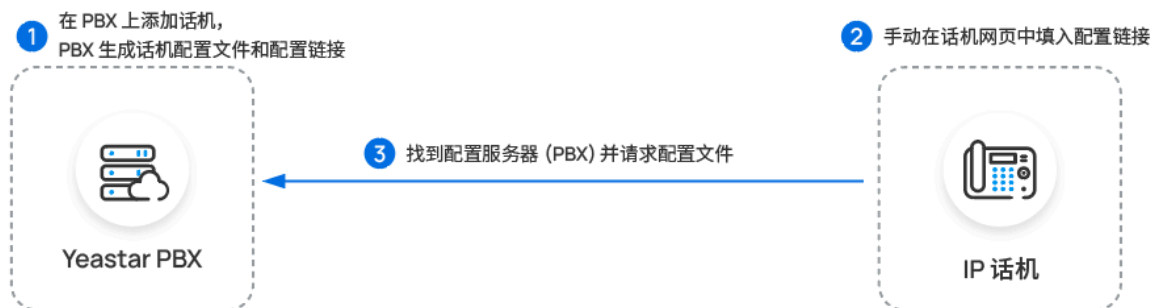 1 在 PBX 上添加话机，
PBX 生成话机配置文件和配置链接
2 手动在话机网页中填入配置链接
3 找到配置服务器（PBX）并请求配置文件
Yeastar PBX
IP 话机